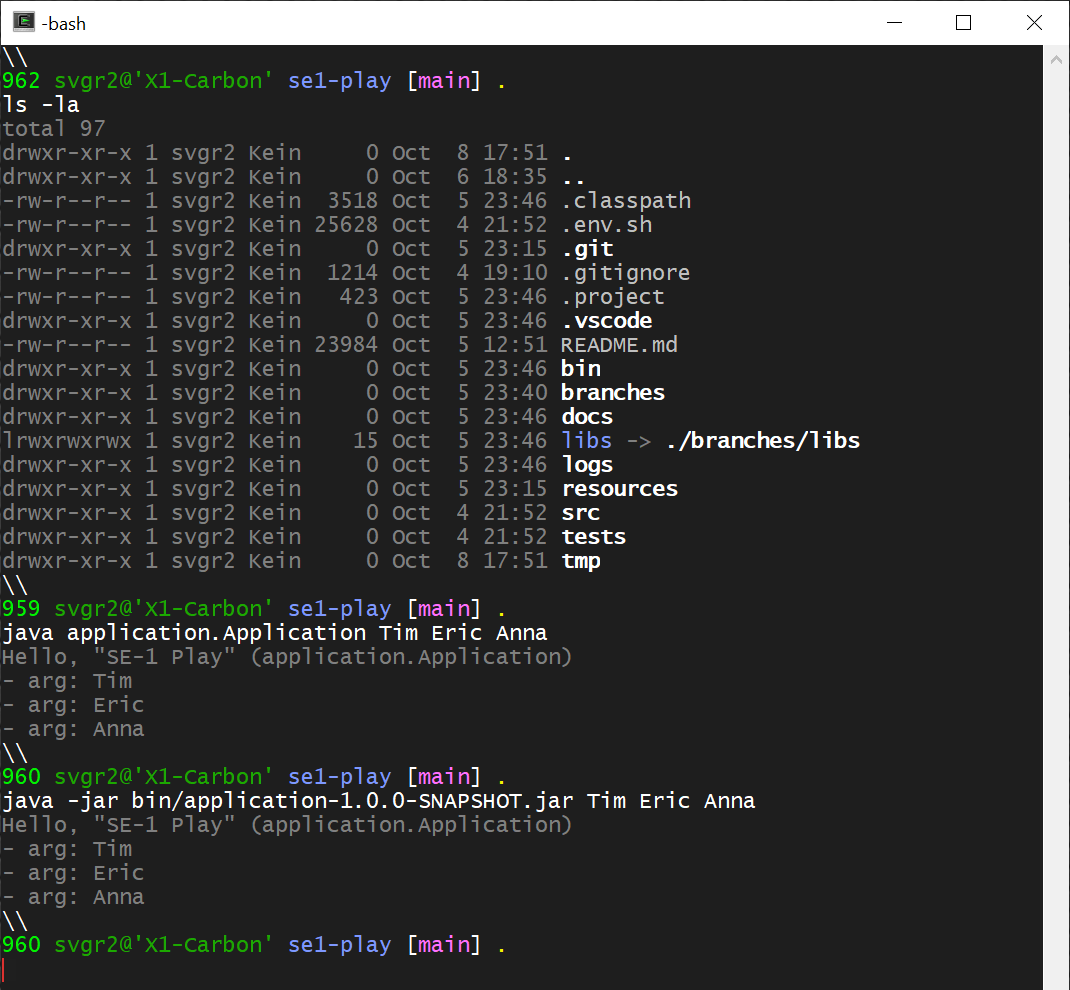 -bash
\\
962 svgr2@'X1-Carbon' se1-play [main] .
ls -la
total 97
drwxr-xr-x 1 svgr2 Kein     0 Oct  8 17:51 .
drwxr-xr-x 1 svgr2 Kein     0 Oct  6 18:35 ..
-rw-r--r-- 1 svgr2 Kein  3518 Oct  5 23:46 .classpath
-rw-r--r-- 1 svgr2 Kein 25628 Oct  4 21:52 .env.sh
drwxr-xr-x 1 svgr2 Kein     0 Oct  5 23:15 .git
-rw-r--r-- 1 svgr2 Kein  1214 Oct  4 19:10 .gitignore
-rw-r--r-- 1 svgr2 Kein   423 Oct  5 23:46 .project
drwxr-xr-x 1 svgr2 Kein     0 Oct  5 23:46 .vscode
-rw-r--r-- 1 svgr2 Kein 23984 Oct  5 12:51 README.md
drwxr-xr-x 1 svgr2 Kein     0 Oct  5 23:46 bin
drwxr-xr-x 1 svgr2 Kein     0 Oct  5 23:40 branches
drwxr-xr-x 1 svgr2 Kein     0 Oct  5 23:46 docs
lrwxrwxrwx 1 svgr2 Kein    15 Oct  5 23:46 libs -> ./branches/libs
drwxr-xr-x 1 svgr2 Kein     0 Oct  5 23:46 logs
drwxr-xr-x 1 svgr2 Kein     0 Oct  5 23:15 resources
drwxr-xr-x 1 svgr2 Kein     0 Oct  4 21:52 src
drwxr-xr-x 1 svgr2 Kein     0 Oct  4 21:52 tests
drwxr-xr-x 1 svgr2 Kein     0 Oct  8 17:51 tmp
\\
959 svgr2@'X1-Carbon' se1-play [main] .
java application.Application Tim Eric Anna
Hello, "SE-1 Play" (application.Application)
- arg: Tim
- arg: Eric
- arg: Anna
\\
960 svgr2@'X1-Carbon' se1-play [main] .
java -jar bin/application-1.0.0-SNAPSHOT.jar Tim Eric Anna
Hello, "SE-1 Play" (application.Application)
- arg: Tim
- arg: Eric
- arg: Anna
\\
960 svgr2@'X1-Carbon' se1-play [main] .